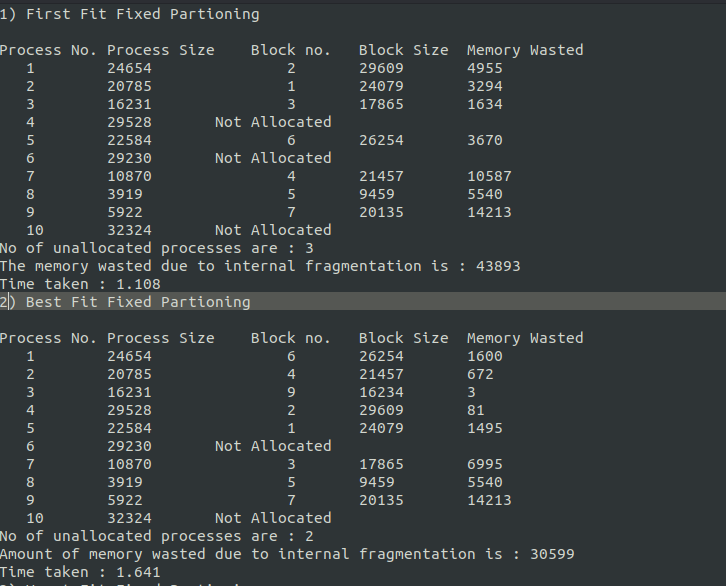 1) First Fit Fixed Partioning
Process No. Process Size Block no. Block Size Memory Wasted
1 24654 2 29609 4955
2 20785 1 24079 3294
3 16231 3 17865 1634
4 29528 Not Allocated
5 22584 6 26254 3670
6 29230 Not Allocated
7 10870 4 21457 10587
8 3919 5 9459 5540
9 5922 7 20135 14213
10 32324 Not Allocated
No of unallocated processes are : 3
The memory wasted due to internal fragmentation is : 43893
Time taken : 1.108
2) Best Fit Fixed Partioning
Process No. Process Size Block no. Block Size Memory Wasted
1 24654 6 26254 1600
2 20785 4 21457 672
3 16231 9 16234 3
4 29528 2 29609 81
5 22584 1 24079 1495
6 29230 Not Allocated
7 10870 3 17865 6995
8 3919 5 9459 5540
9 5922 7 20135 14213
10 32324 Not Allocated
No of unallocated processes are : 2
Amount of memory wasted due to internal fragmentation is : 30599
Time taken : 1.641